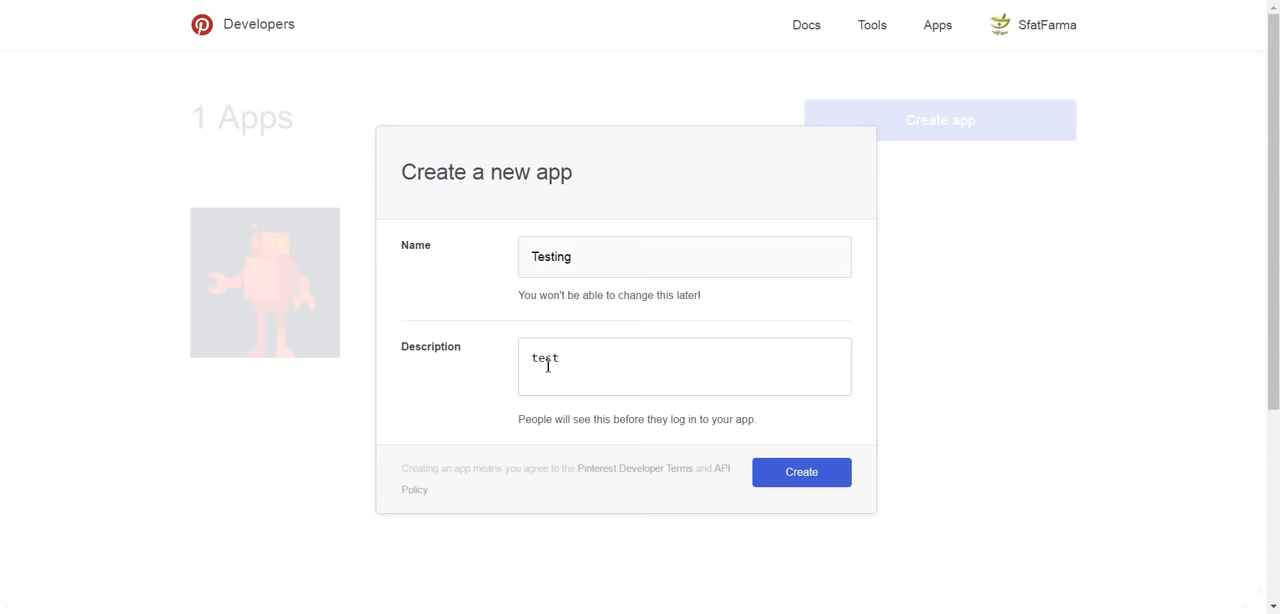 Developers
Docs
Tools
Apps
SfatFarma
1 Apps
Create app
Create a new app
Name
Testing
You won't be able to change this later!
Description
test
People will see this before they log in to your app.
Creating an app means you agree to the Pinterest Developer Terms and API
Policy
Create